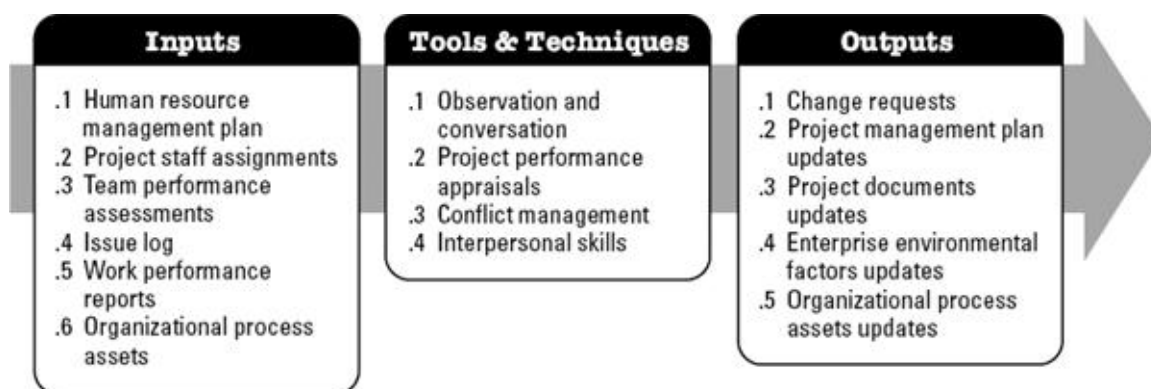 Inputs
.1 Human resource
management plan
.2 Project staff assignments
.3 Team performance
assessments
.4 Issue log
.5 Work performance
reports
.6 Organizational process
assets
Tools & Techniques
.1 Observation and
conversation
.2 Project performance
appraisals
.3 Conflict management
.4 Interpersonal skills
Outputs
.1 Change requests
.2 Project management plan
updates
.3 Project documents
updates
.4 Enterprise environmental
factors updates
.5 Organizational process
assets updates